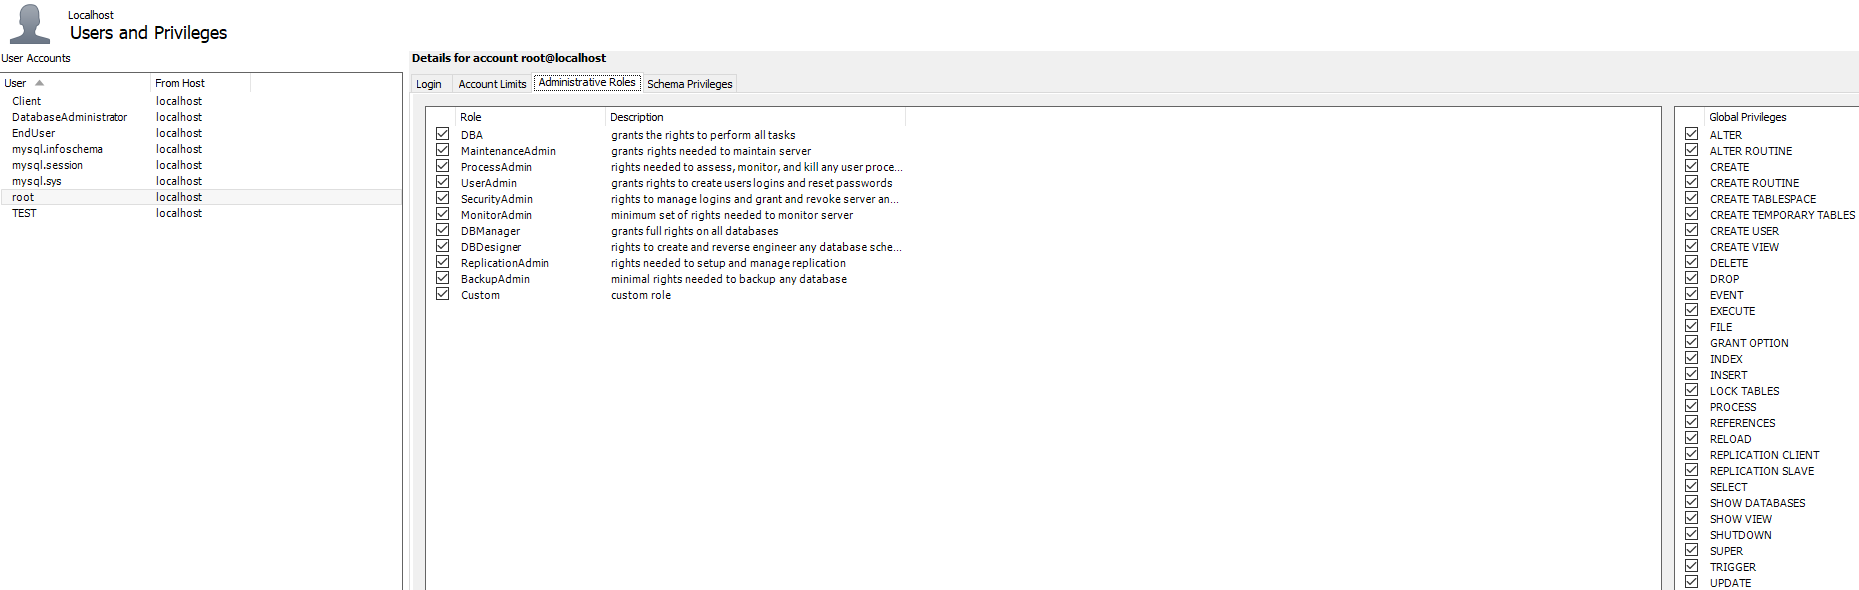 Localhost
Users and Privileges
User Accounts
User From Host
Client localhost
DatabaseAdministrator localhost
EndUser localhost
mysql.infoschema localhost
mysql.session localhost
mysql.sys localhost
root localhost
TEST localhost
Details for account root@localhost
Login Account Limits Administrative Roles Schema Privileges
Role Description
DBA grants the rights to perform all tasks
MaintenanceAdmin grants rights needed to maintain server
ProcessAdmin rights needed to assess, monitor, and kill any user proce...
UserAdmin grants rights to create users logins and reset passwords
SecurityAdmin rights to manage logins and grant and revoke server an...
MonitorAdmin minimum set of rights needed to monitor server
DBManager grants full rights on all databases
DBDesigner rights to create and reverse engineer any database sche...
ReplicationAdmin rights needed to setup and manage replication
BackupAdmin minimal rights needed to backup any database
Custom custom role
Global Privileges
ALTER
ALTER ROUTINE
CREATE
CREATE ROUTINE
CREATE TABLESPACE
CREATE TEMPORARY TABLES
CREATE USER
CREATE VIEW
DELETE
DROP
EVENT
EXECUTE
FILE
GRANT OPTION
INDEX
INSERT
LOCK TABLES
PROCESS
REFERENCES
RELOAD
REPLICATION CLIENT
REPLICATION SLAVE
SELECT
SHOW DATABASES
SHOW VIEW
SHUTDOWN
SUPER
TRIGGER
UPDATE